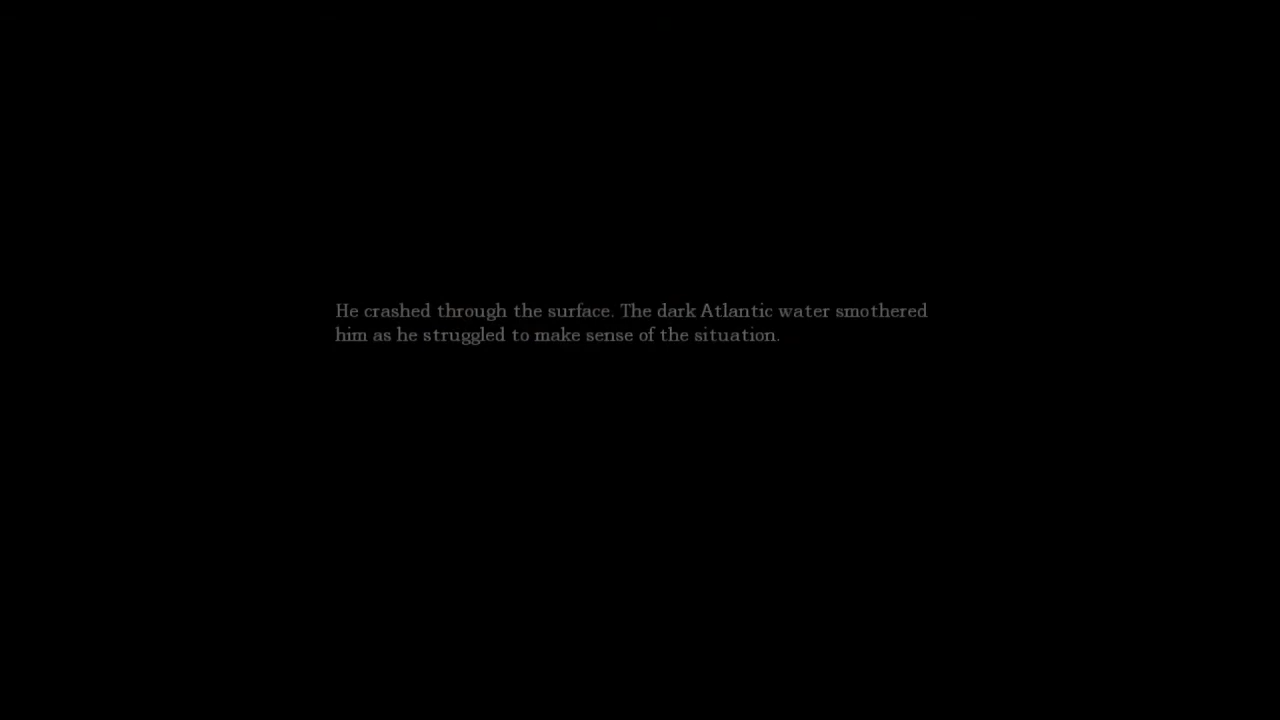 He crashed through the surface. The dark Atlantic water smothered
him as he struggled to make sense of the situation.